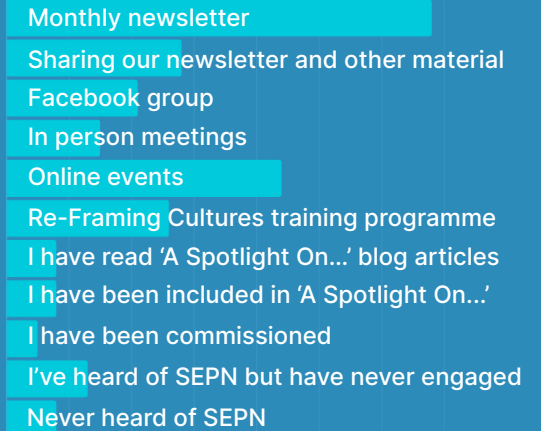 Monthly newsletter
Sharing our newsletter and other material
Facebook group
In person meetings
Online events
Re-Framing Cultures training programme
I have read ‘A Spotlight On...’ blog articles
I have been included in ‘A Spotlight On...’
I have been commissioned
I’ve heard of SEPN but have never engaged
Never heard of SEPN